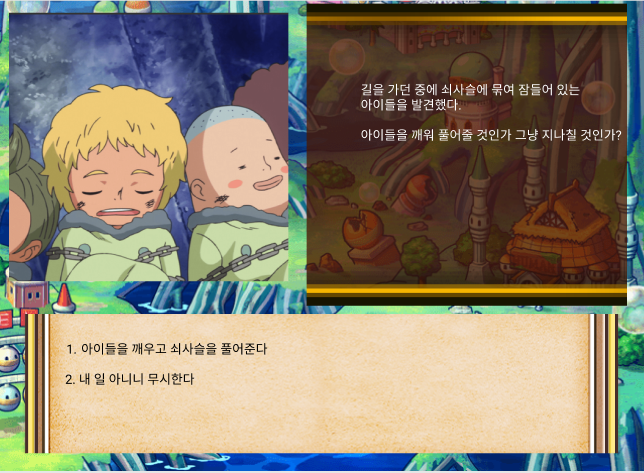 길을 가던 중에 쇠사슬에 묶여 잠들어 있는
아이들을 발견했다.
아이들을 깨워 풀어줄 것인가 그냥 지나칠 것인가?
1. 아이들을 깨우고 쇠사슬을 풀어준다
2. 내 일 아니니 무시한다